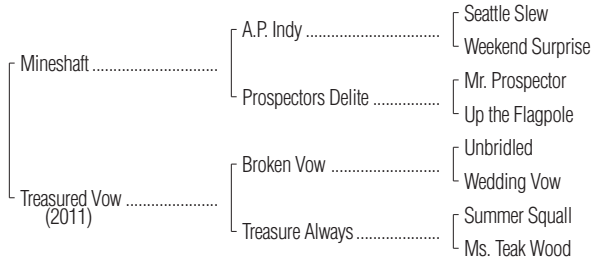 Seattle Slew
A.P. Indy ..............................
Weekend Surprise
Mineshaft ............................
Mr. Prospector
Prospectors Delite ...............
Up the Flagpole
Unbridled
Broken Vow ........................
Wedding Vow
Treasured Vow ....................
(2011)
Summer Squall
Treasure Always...................
Ms. Teak Wood